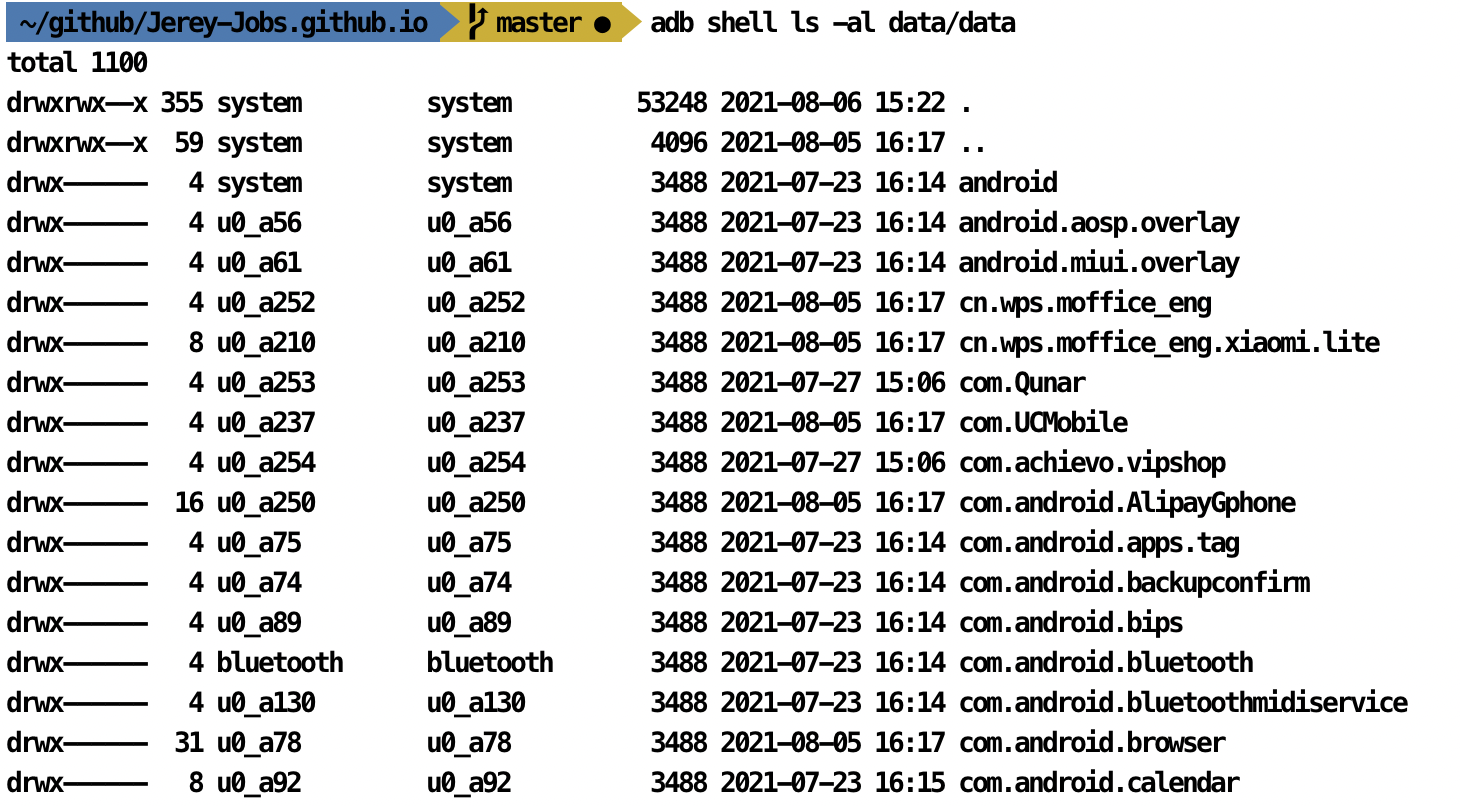 ~/github/Jerey-Jobs.github.io master ● adb shell ls -al data/data
total 1100
drwxrwx--x 355 system system 53248 2021-08-06 15:22 .
drwxrwx--x 59 system system 4096 2021-08-05 16:17 ..
drwx------ 4 system system 3488 2021-07-23 16:14 android
drwx------ 4 u0_a56 u0_a56 3488 2021-07-23 16:14 android.aosp.overlay
drwx------ 4 u0_a61 u0_a61 3488 2021-07-23 16:14 android.miui.overlay
drwx------ 4 u0_a252 u0_a252 3488 2021-08-05 16:17 cn.wps.moffice_eng
drwx------ 8 u0_a210 u0_a210 3488 2021-08-05 16:17 cn.wps.moffice_eng.xiaomi.lite
drwx------ 4 u0_a253 u0_a253 3488 2021-07-27 15:06 com.Qunar
drwx------ 4 u0_a237 u0_a237 3488 2021-08-05 16:17 com.UCMobile
drwx------ 4 u0_a254 u0_a254 3488 2021-07-27 15:06 com.achievo.vipshop
drwx------ 16 u0_a250 u0_a250 3488 2021-08-05 16:17 com.android.AlipayGphone
drwx------ 4 u0_a75 u0_a75 3488 2021-07-23 16:14 com.android.apps.tag
drwx------ 4 u0_a74 u0_a74 3488 2021-07-23 16:14 com.android.backupconfirm
drwx------ 4 u0_a89 u0_a89 3488 2021-07-23 16:14 com.android.bips
drwx------ 4 bluetooth bluetooth 3488 2021-07-23 16:14 com.android.bluetooth
drwx------ 4 u0_a130 u0_a130 3488 2021-07-23 16:14 com.android.bluetoothmidiservice
drwx------ 31 u0_a78 u0_a78 3488 2021-08-05 16:17 com.android.browser
drwx------ 8 u0_a92 u0_a92 3488 2021-07-23 16:15 com.android.calendar